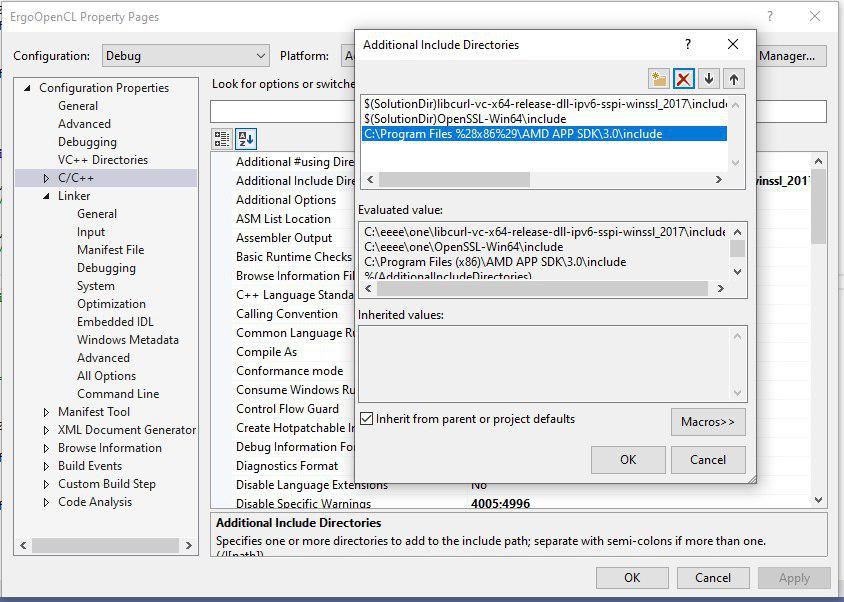 ErgoOpenCL Property Pages
Configuration: Debug Platform: Manager...
Configuration Properties
General
Advanced
Debugging
VC++ Directories
C/C++
Linker
General
Input
Manifest File
Debugging
System
Optimization
Embedded IDL
Windows Metadata
Advanced
All Options
Command Line
Manifest Tool
XML Document Generator
Browse Information
Build Events
Custom Build Step
Code Analysis
Look for options or switche
Additional #using Dire
Additional Include Dire
Additional Options
ASM List Location
Assembler Output
Basic Runtime Checks
Browse Information Fil
C++ Language Standa
Calling Convention
Common Language Ru
Compile As
Conformance mode
Consume Windows Ru
Control Flow Guard
Create Hotpatchable In
Debug Information Fo
Diagnostics Format
Disable Language Extensions No
Disable Specific Warnings 4005;4996
Additional Include Directories
Specifies one or more directories to add to the include path; separate with semi-colons if more than one.
(/I[path])
OK Cancel Apply
Additional Include Directories
$(SolutionDir)libcurl-vc-x64-release-dll-ipv6-sspi-winssl_2017\include
$(SolutionDir)OpenSSL-Win64\include
C:\Program Files %28x86%29\AMD APP SDK\3.0\include
Evaluated value:
C:\eeee\one\libcurl-vc-x64-release-dll-ipv6-sspi-winssl_2017\include
C:\eeee\one\OpenSSL-Win64\include
C:\Program Files (x86)\AMD APP SDK\3.0\include
%(AdditionalIncludeDirectories)
Inherited values:
Inherit from parent or project defaults
Macros>>
OK Cancel